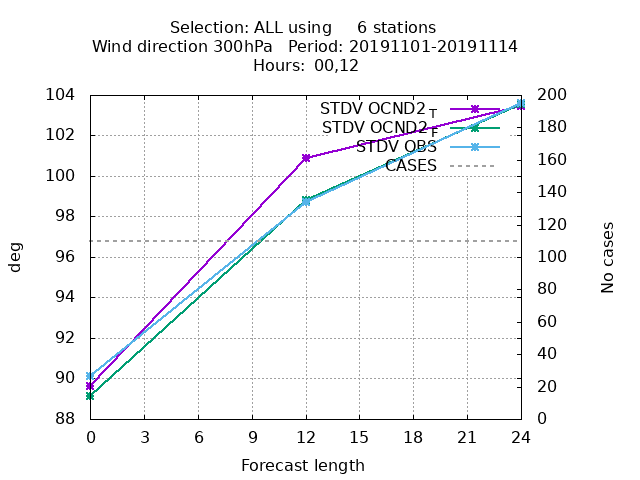 Selection: ALL using     6 stations
Wind direction 300hPa   Period: 20191101-20191114
Hours: 00,12
STDV OCND2_T
STDV OCND2_F
STDV OBS
CASES
104
102
100
98
96
94
92
90
88
deg
200
180
160
140
120
100
80
60
40
20
0
No cases
0 3 6 9 12 15 18 21 24
Forecast length